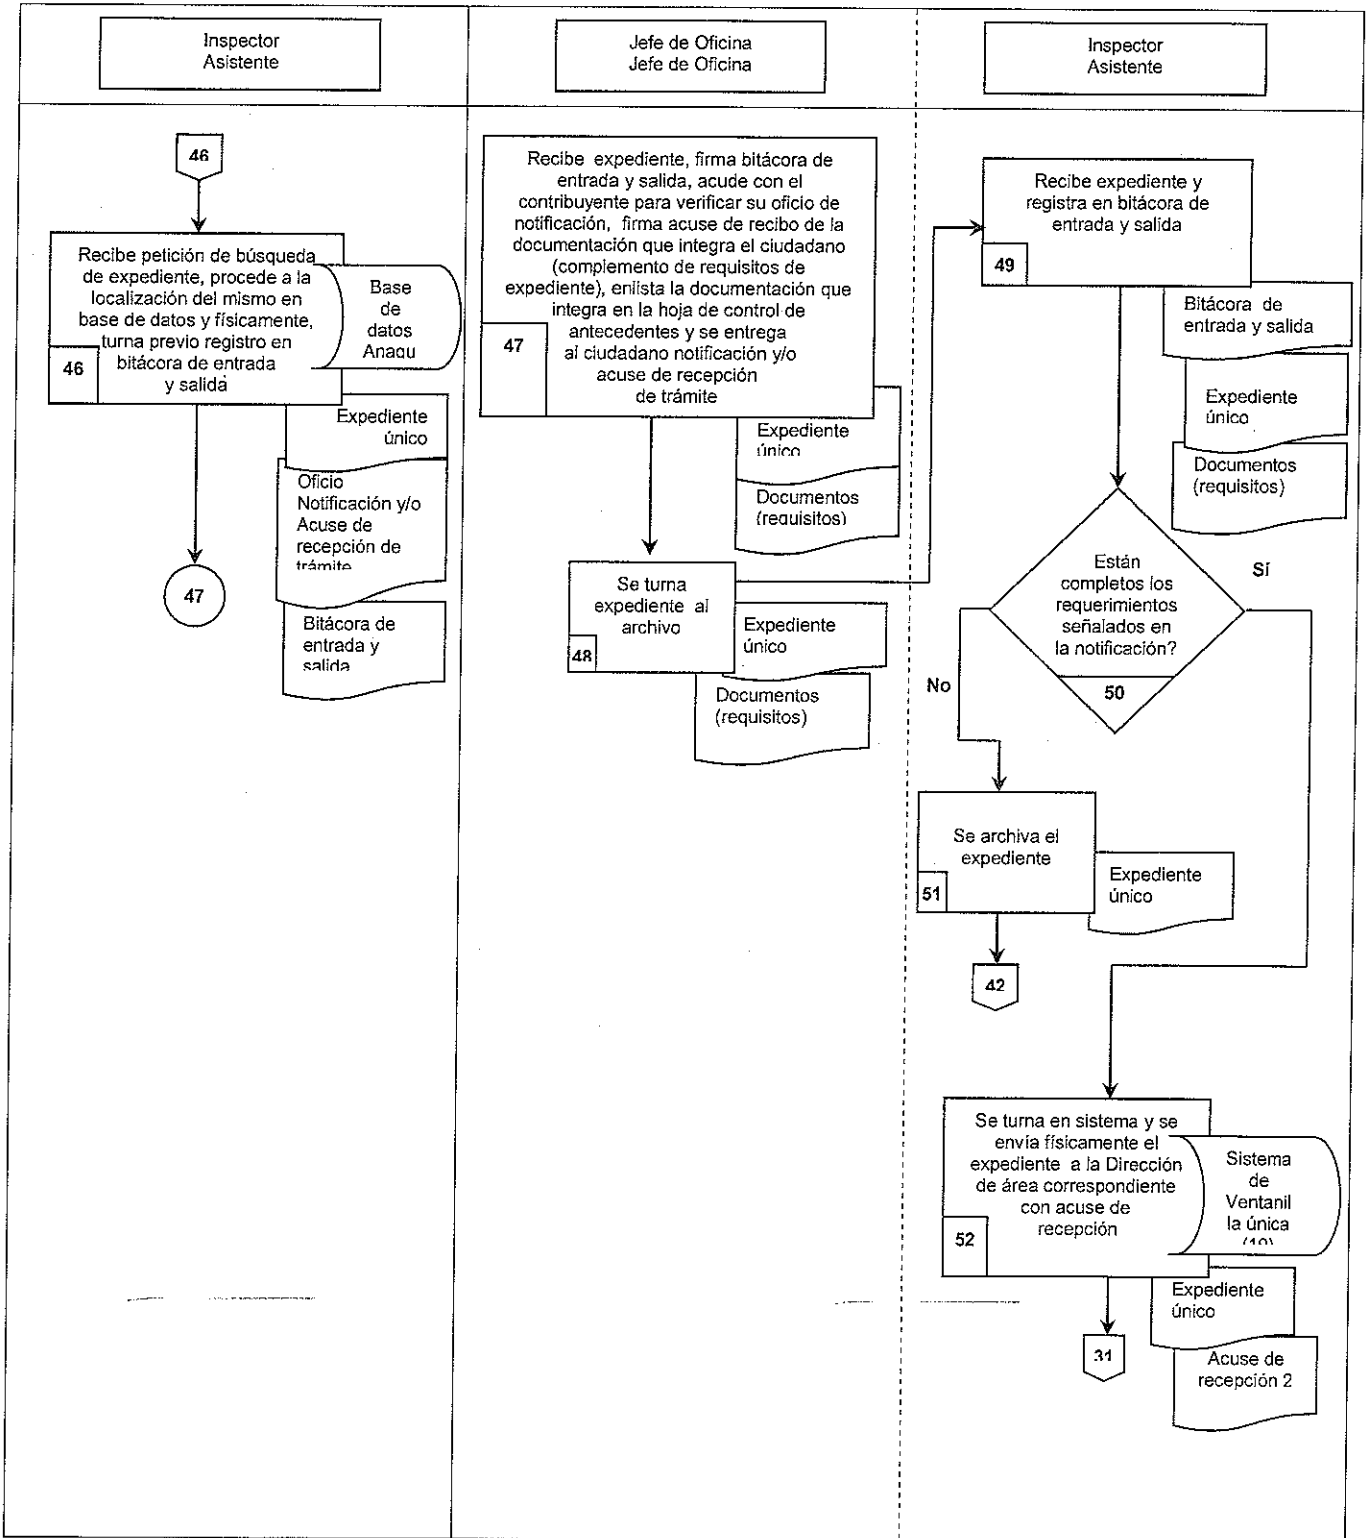 Inspector
Asistente
Jefe de Oficina
Jefe de Oficina
Inspector
Asistente
46
Recibe petición de búsqueda
de expediente, procede a la
localización del mismo en
base de datos y físicamente,
turna previo registro en
bitácora de entrada
y salida
46
Base
de
datos
Anaqu
Expediente
único
Oficio
Notificación y/o
Acuse de
recepción de
trámite
Bitácora de
entrada y
salida
47
Recibe expediente, firma bitácora de
entrada y salida, acude con el
contribuyente para verificar su oficio de
notificación, firma acuse de recibo de la
documentación que integra el ciudadano
(complemento de requisitos de
expediente), enlista la documentación que
integra en la hoja de control de
antecedentes y se entrega
al ciudadano notificación y/o
acuse de recepción
de trámite
47
Expediente
único
Documentos
(requisitos)
Se turna
expediente al
archivo
48
Expediente
único
Documentos
(requisitos)
Recibe expediente y
registra en bitácora de
entrada y salida
49
Bitácora de
entrada y salida
Expediente
único
Documentos
(requisitos)
Están
completos los
requerimientos
señalados en
la notificación?
50
Sí
No
Se archiva el
expediente
51
Expediente
único
42
Se turna en sistema y se
envía físicamente el
expediente a la Dirección
de área correspondiente
con acuse de
recepción
52
Sistema
de
Ventanil
la única
Expediente
único
Acuse de
recepción 2
31